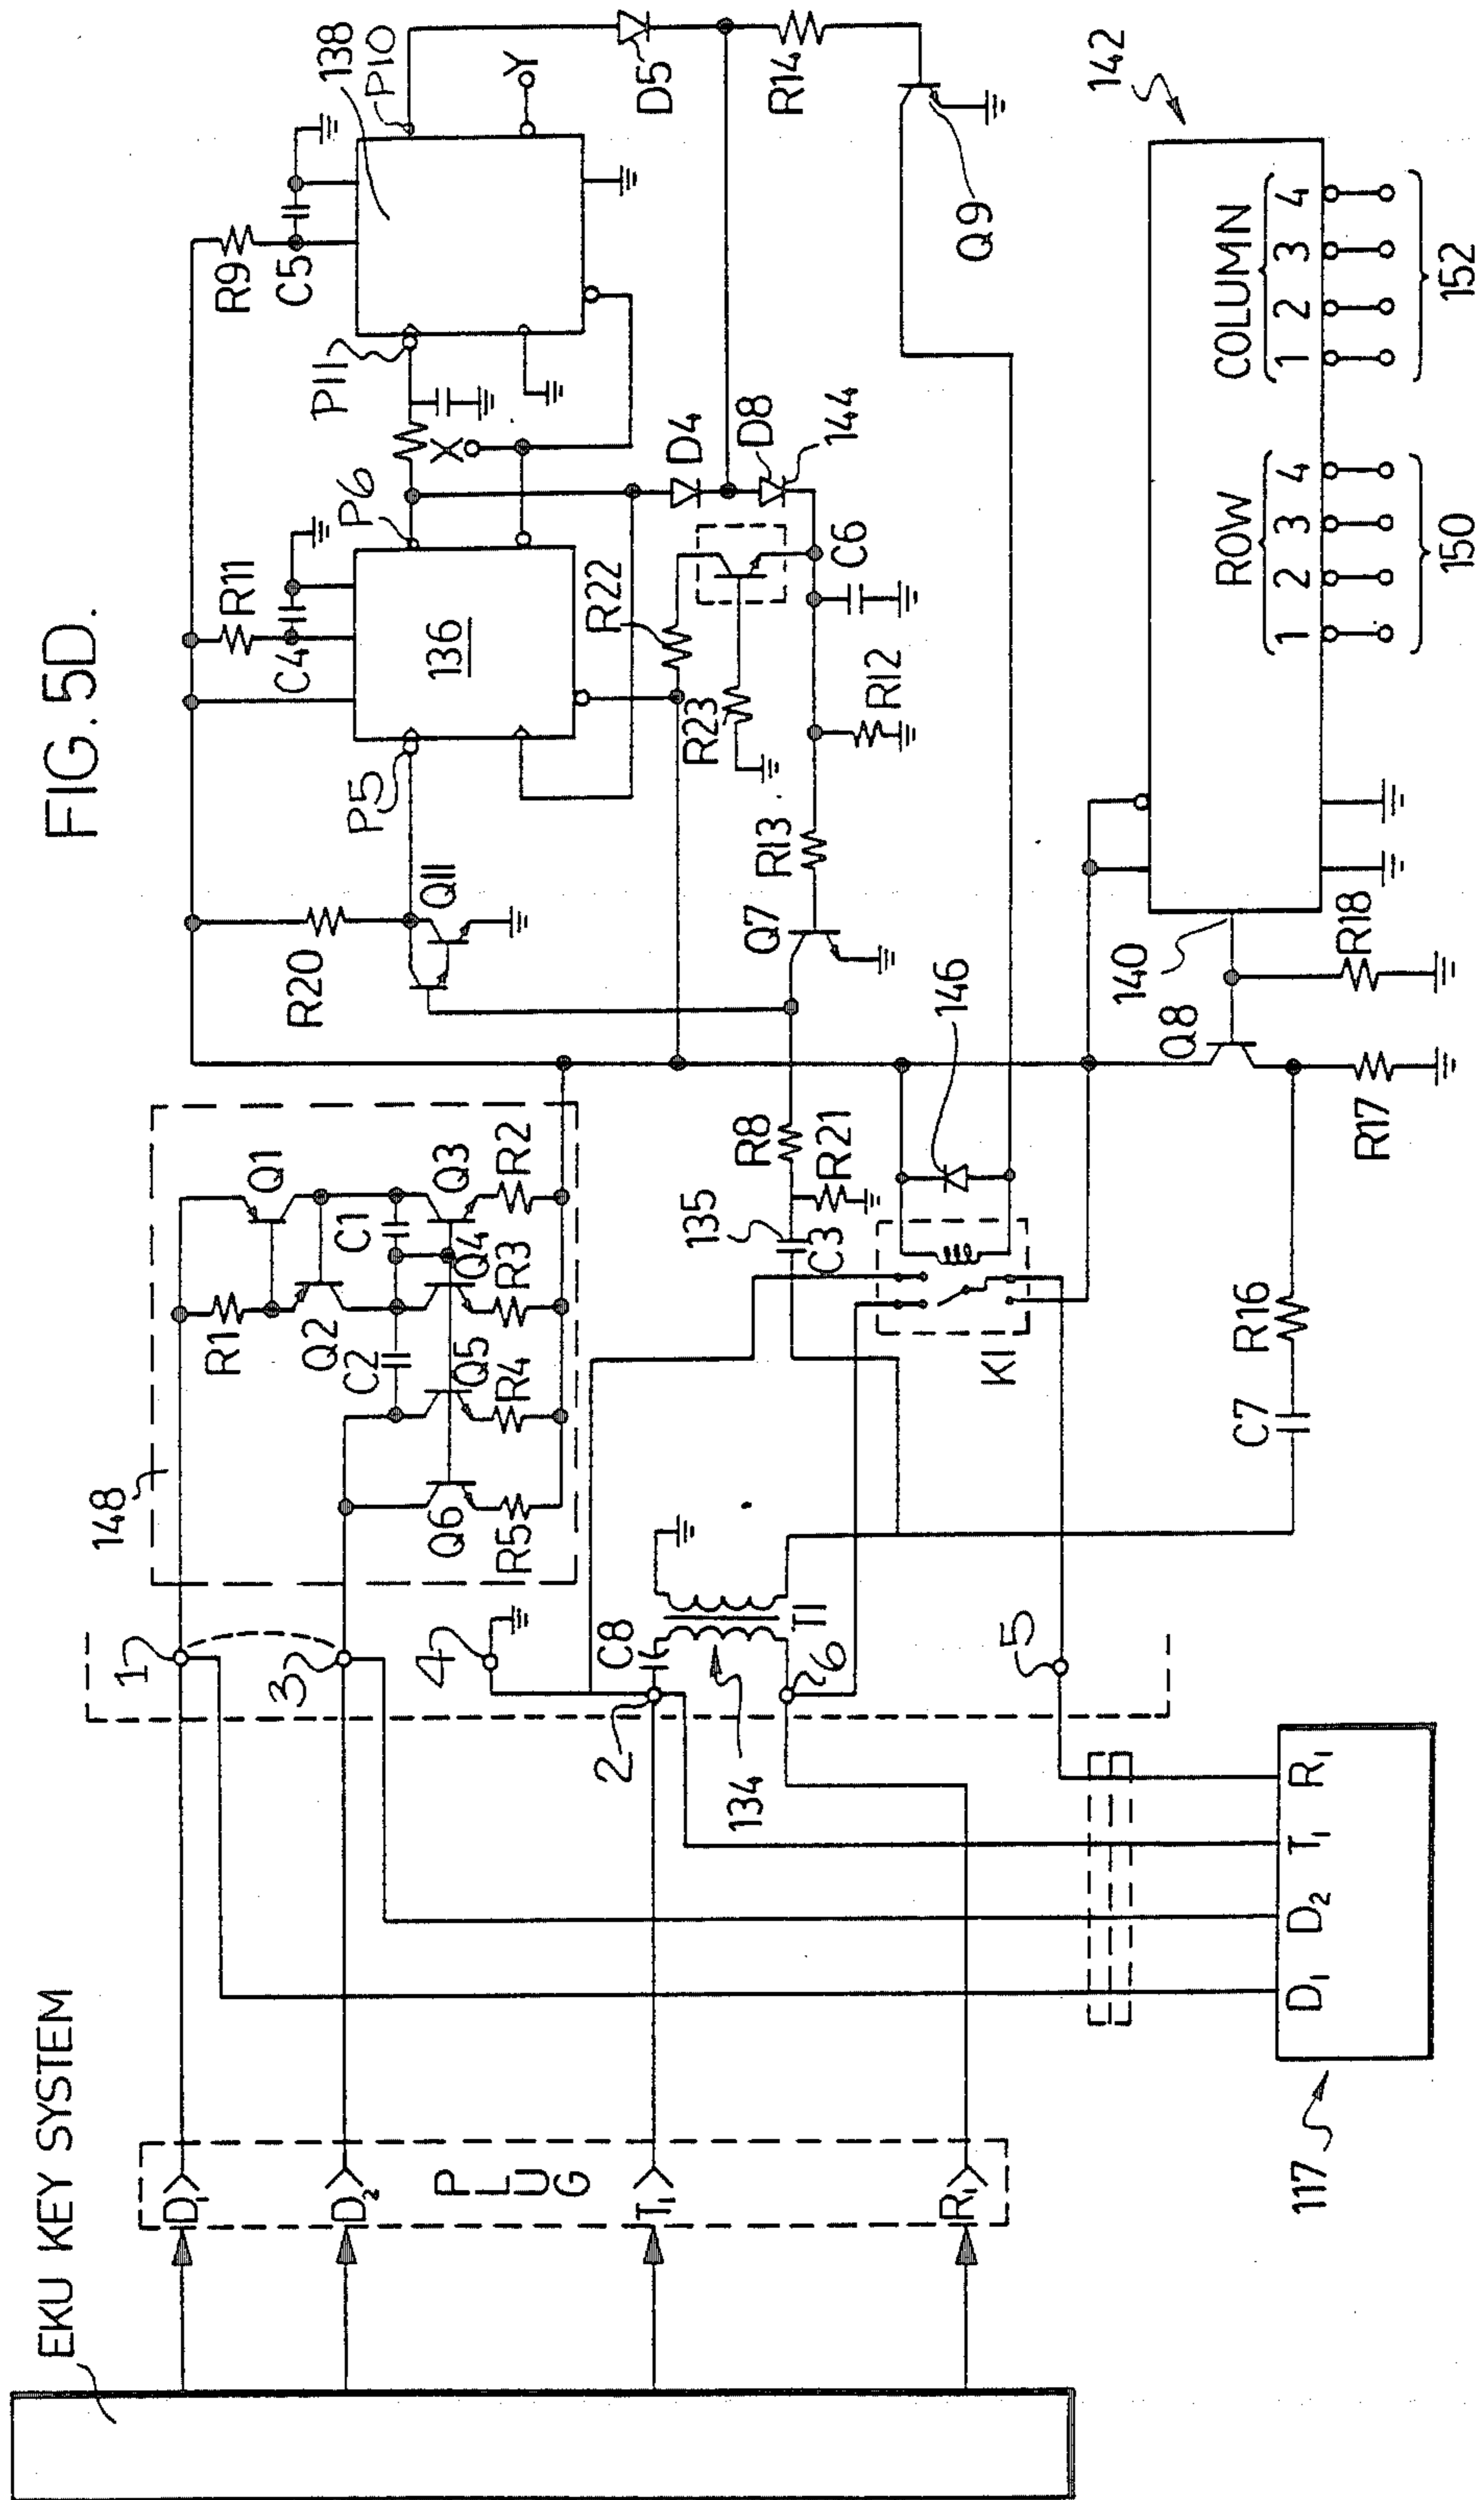 FIG. 5D.
EKU KEY SYSTEM
148
R1
Q1
Q2
C1
C2
Q3
Q4
Q5
Q6
R2
R3
R4
R5
R20
Q11
P5
R11
C4
136
P6
R22
R23
X
P11
R9
C5
138
P10
Y
D5
R14
Q9
D4
D8
144
C6
R12
R13
Q7
R8
R21
135
C3
146
K1
1
3
4
2
C8
134
T1
6
5
PLUG
D1
D2
T1
R1
117
D1
D2
T1
R1
C7
R16
R17
Q8
140
R18
142
ROW
1 2 3 4
150
COLUMN
1 2 3 4
152